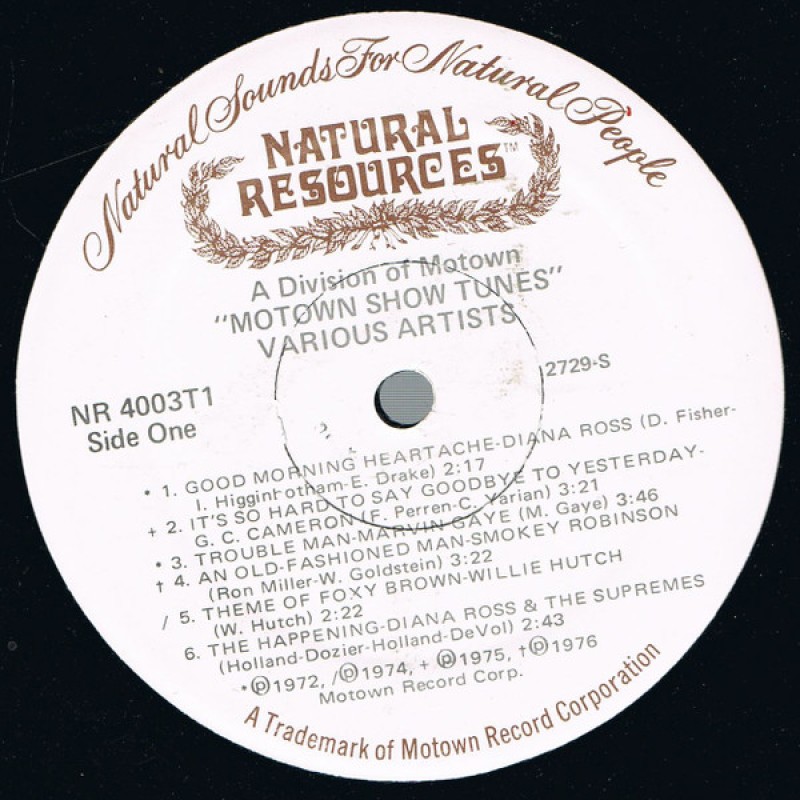 Natural Sounds For Natural People
NATURAL
RESOURCES™
A Division of Motown
"MOTOWN SHOW TUNES"
VARIOUS ARTISTS
2729-S
NR 4003T1
Side One
* 1. GOOD MORNING HEARTACHE-DIANA ROSS (D. Fisher-
I. Higginbotham-E. Drake) 2:17
+ 2. IT'S SO HARD TO SAY GOODBYE TO YESTERDAY-
G. C. CAMERON (F. Perren-C. Yarian) 3:21
* 3. TROUBLE MAN-MARVIN GAYE (M. Gaye) 3:46
† 4. AN OLD-FASHIONED MAN-SMOKEY ROBINSON
(Ron Miller-W. Goldstein) 3:22
/ 5. THEME OF FOXY BROWN-WILLIE HUTCH
(W. Hutch) 2:22
6. THE HAPPENING-DIANA ROSS & THE SUPREMES
(Holland-Dozier-Holland-DeVol) 2:43
*℗1972, /℗1974, +℗1975, †℗1976
Motown Record Corp.
A Trademark of Motown Record Corporation